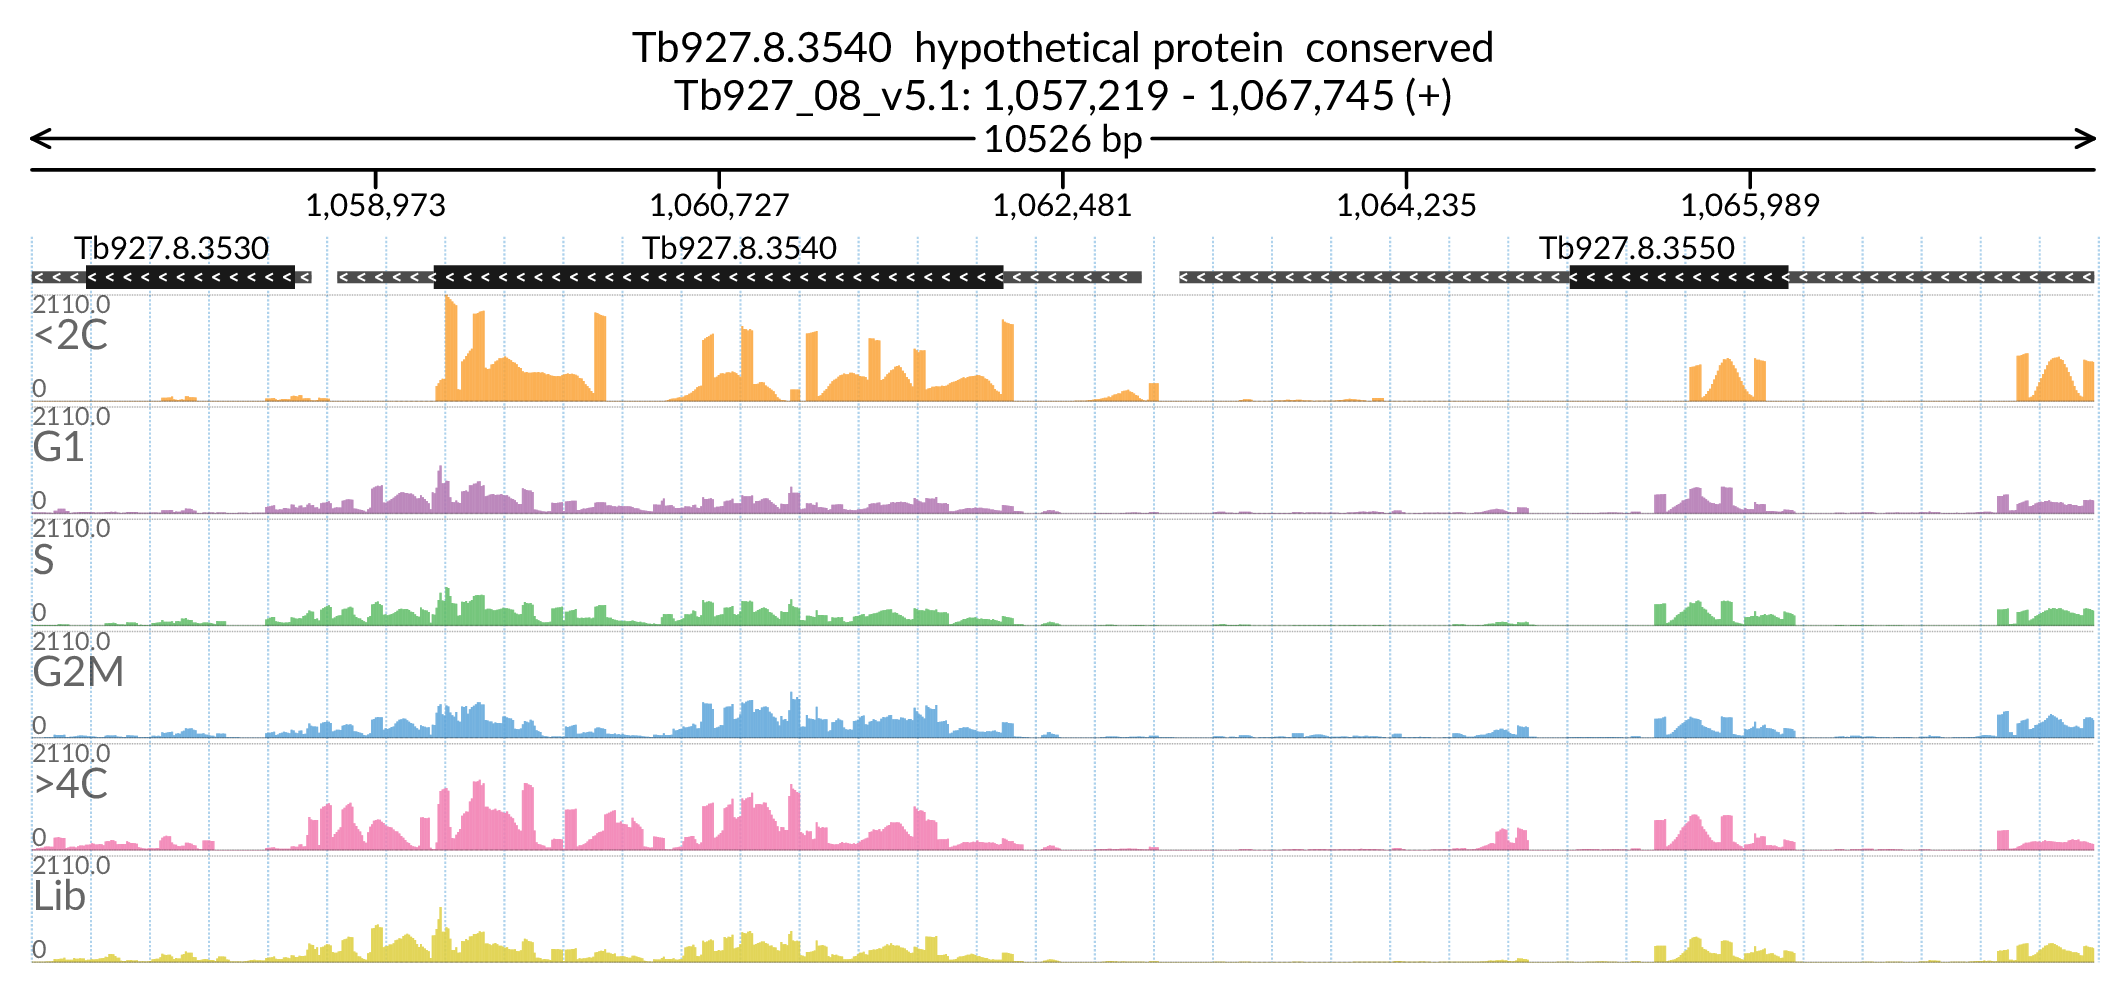 Tb927.8.3540 hypothetical protein conserved
Tb927_08_v5.1: 1,057,219 - 1,067,745 (+)
10526 bp
1,058,973 1,060,727 1,062,481 1,064,235 1,065,989
Tb927.8.3530 Tb927.8.3540 Tb927.8.3550
2110.0
<2C
0
2110.0
G1
0
2110.0
S
0
2110.0
G2M
0
2110.0
>4C
0
2110.0
Lib
0